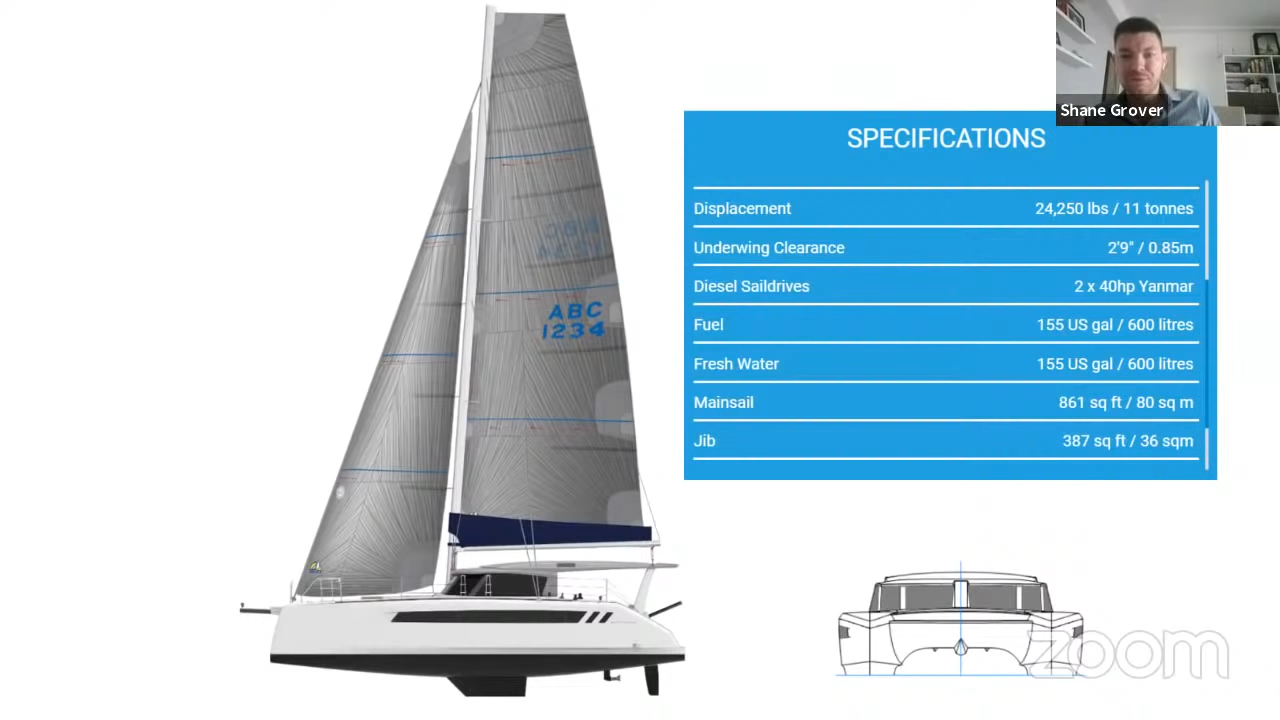 Shane Grover
SPECIFICATIONS
Displacement 24,250 lbs / 11 tonnes
Underwing Clearance 2'9" / 0.85m
Diesel Saildrives 2 x 40hp Yanmar
Fuel 155 US gal / 600 litres
Fresh Water 155 US gal / 600 litres
Mainsail 861 sq ft / 80 sq m
Jib 387 sq ft / 36 sqm
ABC
1234
zoom